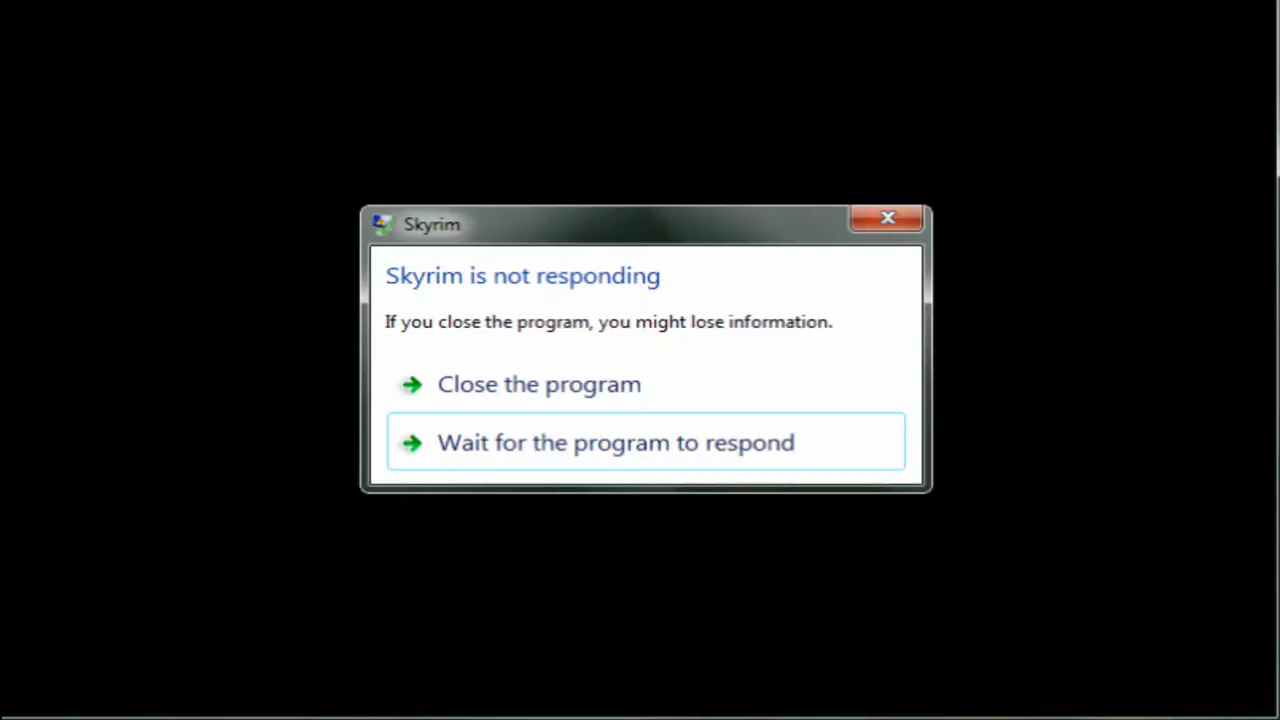 Skyrim
Skyrim is not responding
If you close the program, you might lose information.
Close the program
Wait for the program to respond